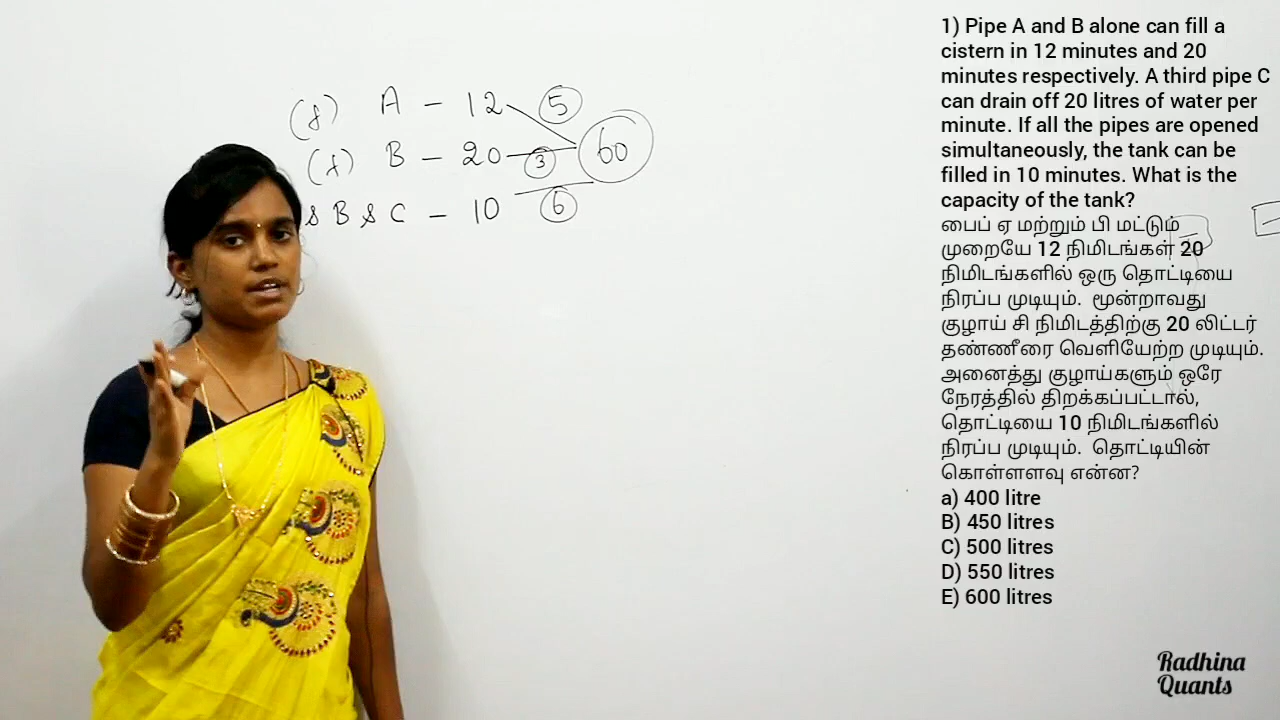 (f) A - 12 5
(f) B - 20 3 60
& B & C - 10 6
1) Pipe A and B alone can fill a
cistern in 12 minutes and 20
minutes respectively. A third pipe C
can drain off 20 litres of water per
minute. If all the pipes are opened
simultaneously, the tank can be
filled in 10 minutes. What is the
capacity of the tank?
பைப் ஏ மற்றும் பி மட்டும்
முறையே 12 நிமிடங்கள் 20
நிமிடங்களில் ஒரு தொட்டியை
நிரப்ப முடியும். மூன்றாவது
குழாய் சி நிமிடத்திற்கு 20 லிட்டர்
தண்ணீரை வெளியேற்ற முடியும்.
அனைத்து குழாய்களும் ஒரே
நேரத்தில் திறக்கப்பட்டால்,
தொட்டியை 10 நிமிடங்களில்
நிரப்ப முடியும். தொட்டியின்
கொள்ளளவு என்ன?
a) 400 litre
B) 450 litres
C) 500 litres
D) 550 litres
E) 600 litres
Radhina
Quants